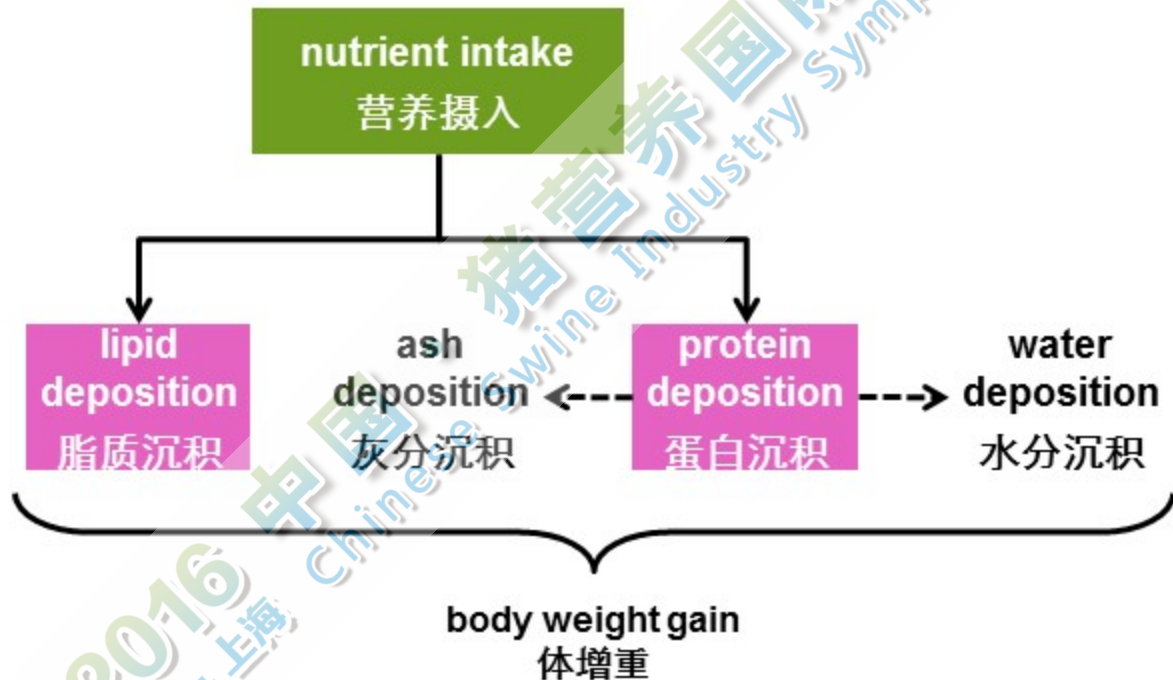 nutrient intake
营养摄入
lipid
deposition
脂质沉积
ash
deposition
灰分沉积
protein
deposition
蛋白沉积
water
deposition
水分沉积
body weight gain
体增重
2016 中国
猪营养国
上海
Chinese Swine Industry